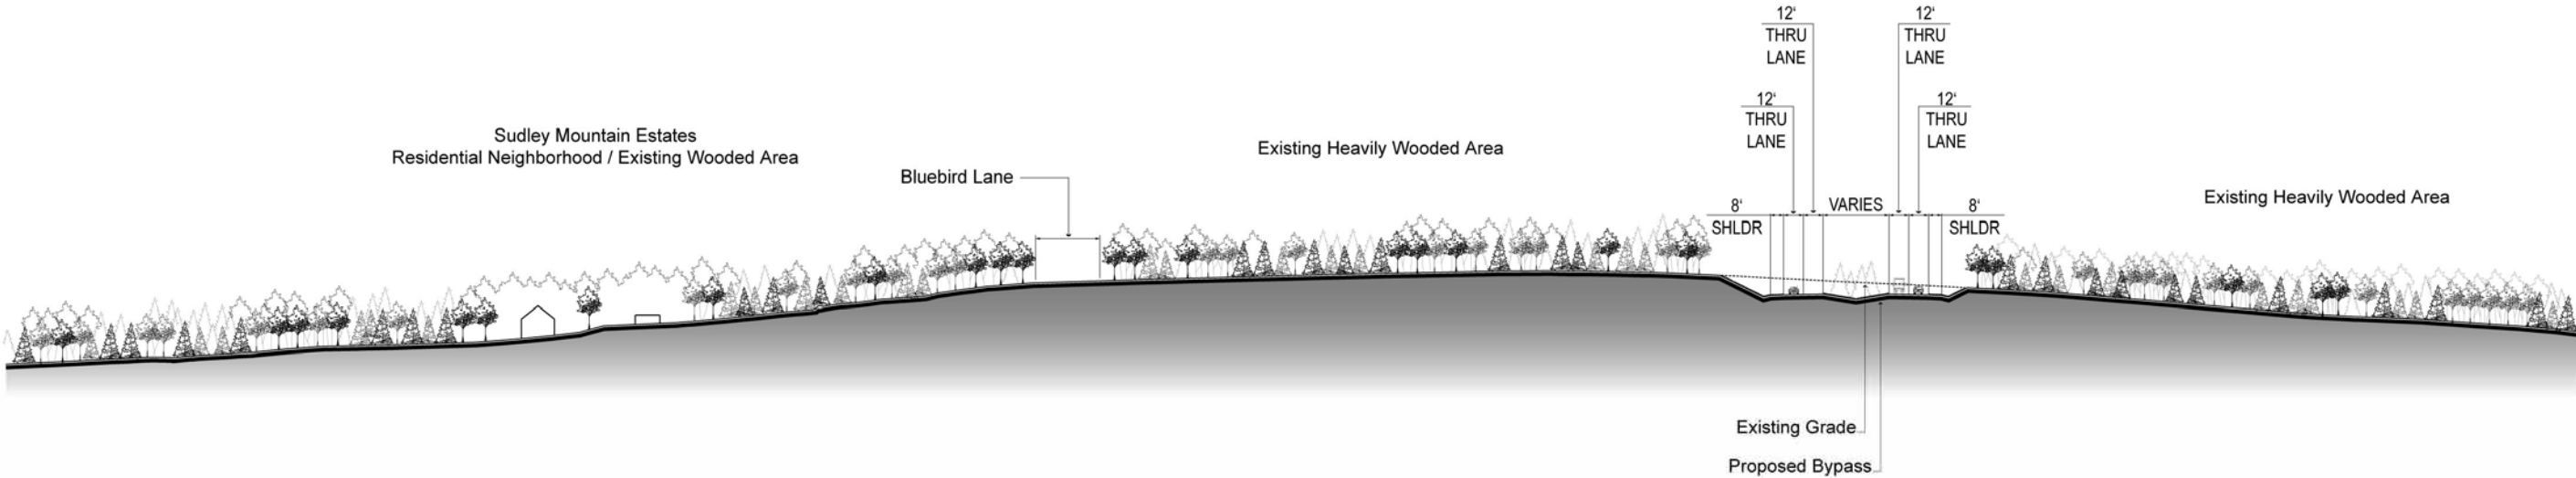 12'
THRU
LANE
12'
THRU
LANE
12'
THRU
LANE
12'
THRU
LANE
Sudley Mountain Estates
Residential Neighborhood / Existing Wooded Area
Bluebird Lane
Existing Heavily Wooded Area
8'
SHLDR
VARIES
8'
SHLDR
Existing Heavily Wooded Area
Existing Grade
Proposed Bypass